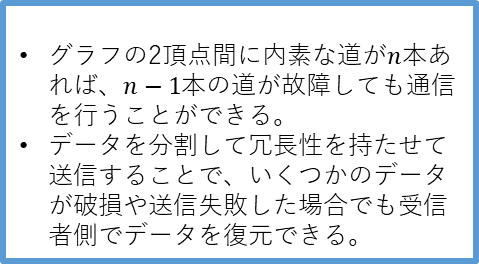 • グラフの2頂点間に内素な道がn本あ
れば、n − 1本の道が故障しても通信
を行うことができる。
• データを分割して冗長性を持たせて
送信することで、いくつかのデータ
が破損や送信失敗した場合でも受信
者側でデータを復元できる。